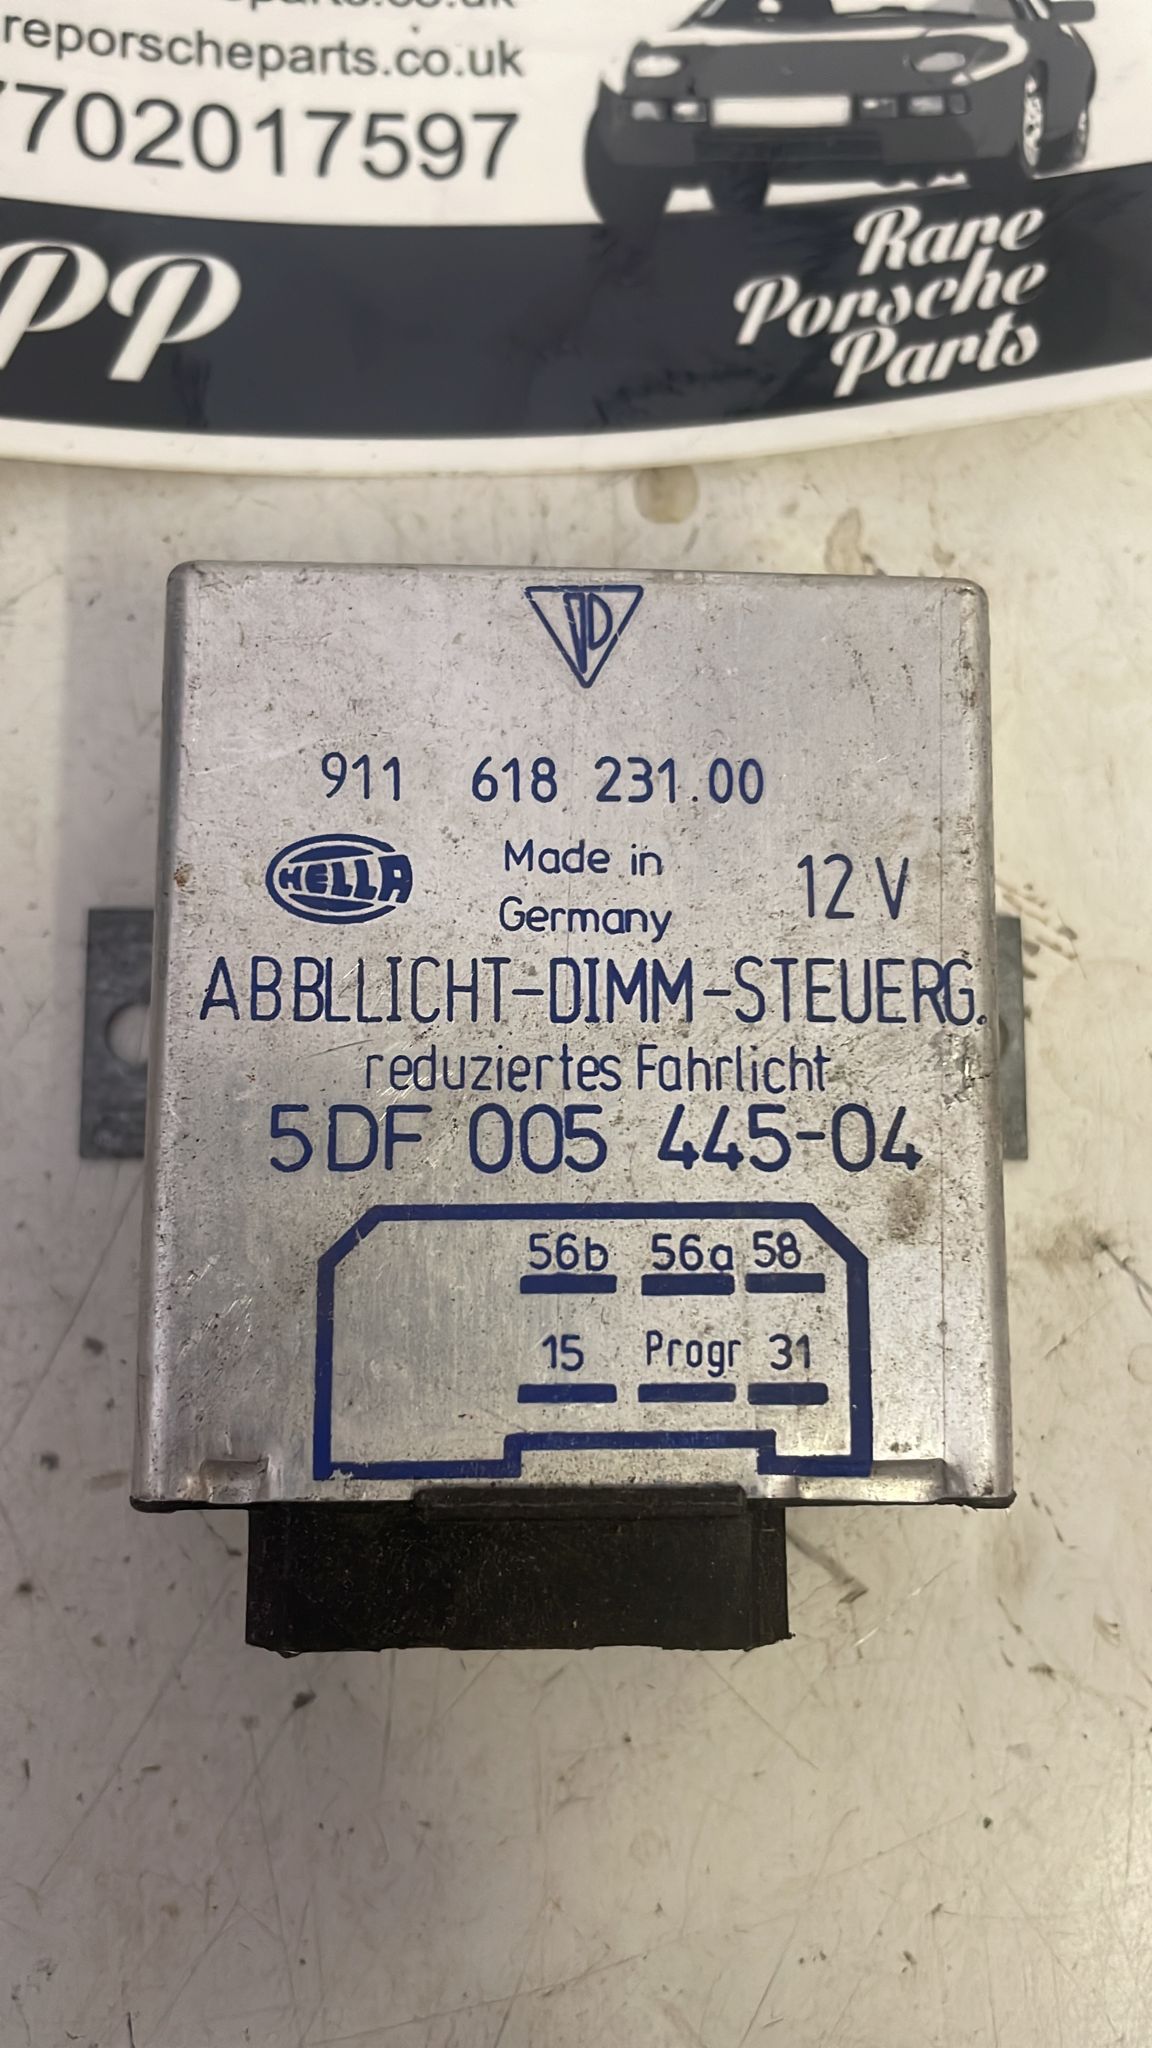 reporscheparts.co.uk
7702017597
PP
Rare
Porsche
Parts
911 618 231.00
HELLA
Made in
Germany
12 V
ABBLLICHT-DIMM-STEUERG.
reduziertes Fahrlicht
5DF 005 445-04
56b 56a 58
15 Progr 31